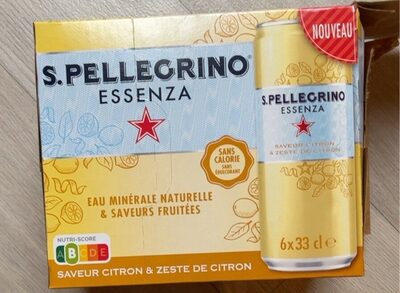 NOUVEAU
S.PELLEGRINO®
ESSENZA
S.PELLEGRINO
ESSENZA
SAVEUR CITRON
& ZESTE DE CITRON
SANS
CALORIE
SANS
ÉDULCORANT
EAU MINÉRALE NATURELLE
& SAVEURS FRUITÉES
NUTRI-SCORE
A B C D E
6x33 cl e
SAVEUR CITRON & ZESTE DE CITRON